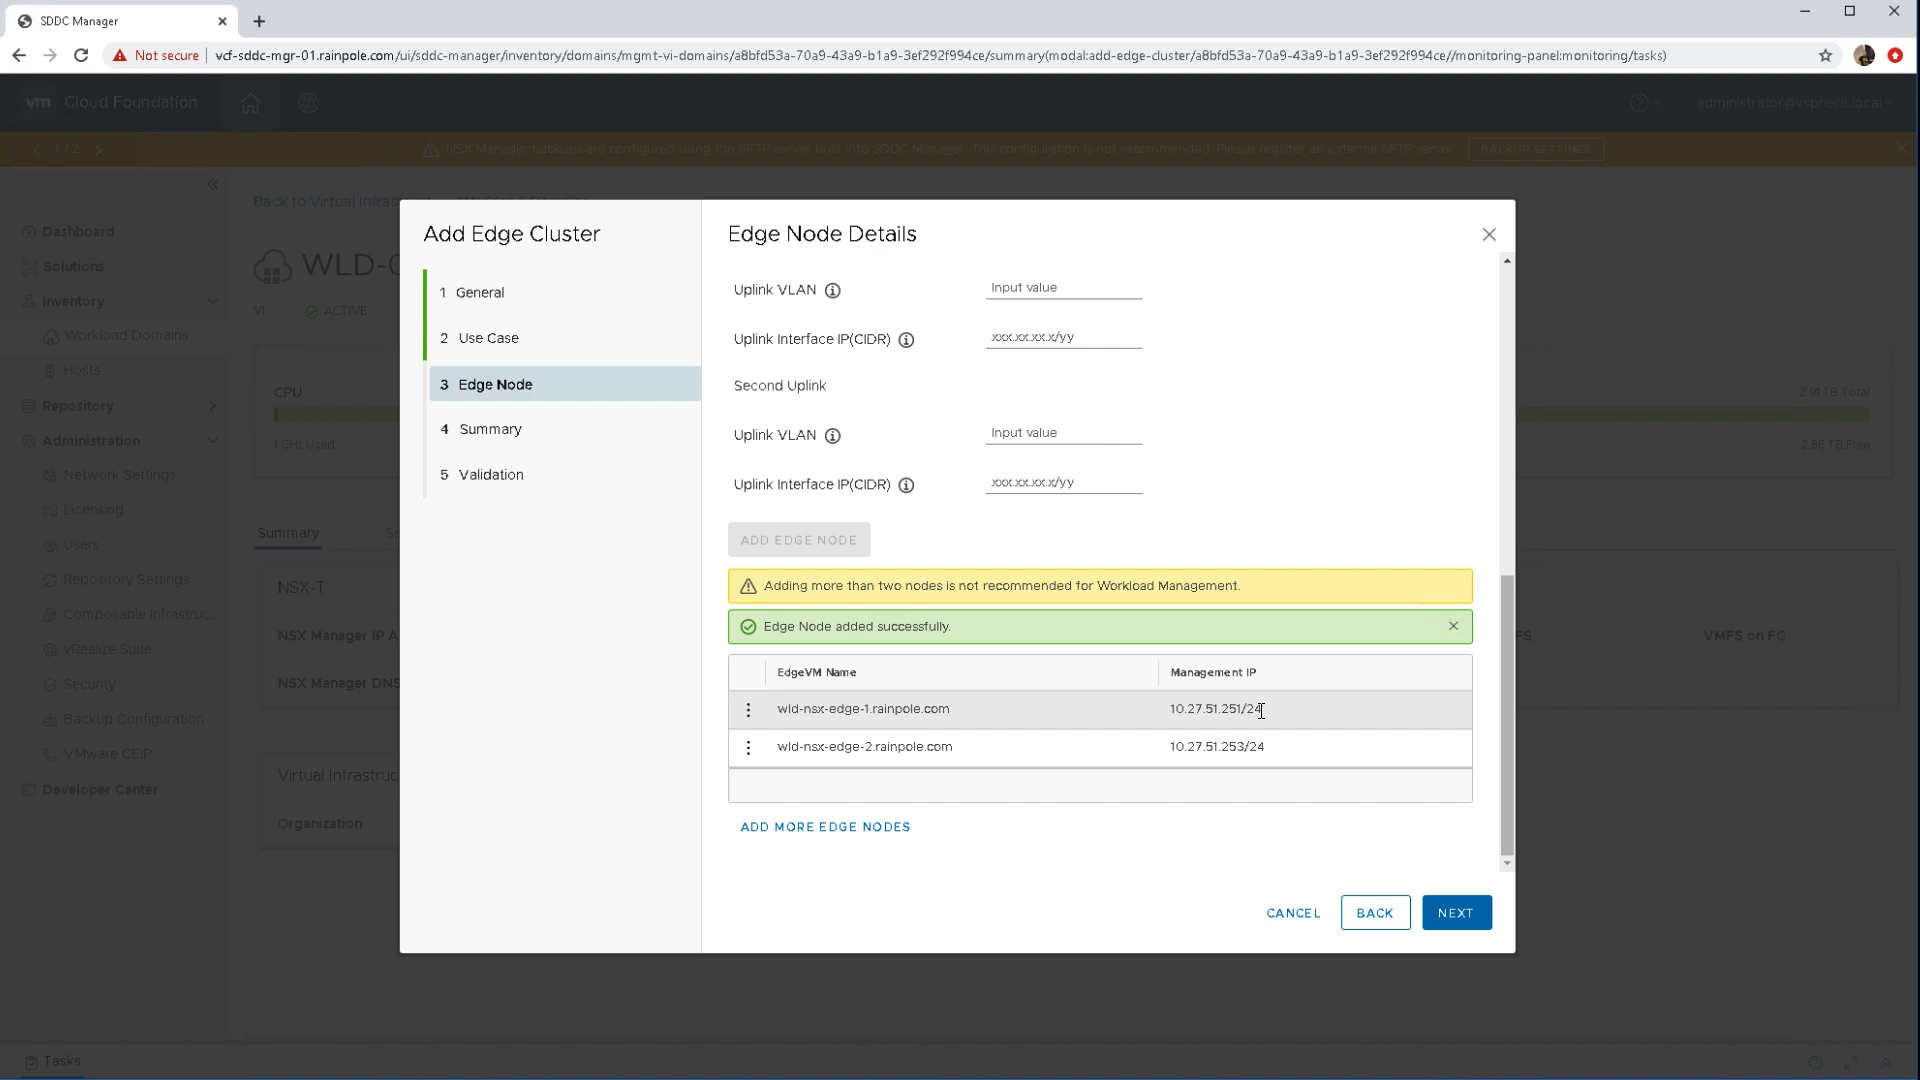 SDDC Manager
Not secure
vcf-sddc-mgr-01.rainpole.com/ui/sddc-manager/inventory/domains/mgmt-vi-domains/a8bfd53a-70a9-43a9-b1a9-3ef292f994ce/summary(modal:add-edge-cluster/a8bfd53a-70a9-43a9-b1a9-3ef292f994ce//monitoring-panel:monitoring/tasks)
vm Cloud Foundation
administrator@vsphere.local
1 / 2
NSX Manager backups are configured using the SFTP server built into SDDC Manager. This configuration is not recommended. Please register an external SFTP server.
BACKUP SETTINGS
Dashboard
Solutions
Inventory
Workload Domains
Hosts
Repository
Administration
Network Settings
Licensing
Users
Repository Settings
Composable Infrastruc...
vRealize Suite
Security
Backup Configuration
VMware CEIP
Developer Center
Back to Virtual Infras
WLD-
VI
ACTIVE
CPU
1 GHz Used
2.91 TB Total
2.85 TB Free
Summary
Se
NSX-T
NSX Manager IP A
NSX Manager DNS
FS
VMFS on FC
Virtual Infrastruc
Organization
Add Edge Cluster
1 General
2 Use Case
3 Edge Node
4 Summary
5 Validation
Edge Node Details
Uplink VLAN
Input value
Uplink Interface IP(CIDR)
xxx.xx.xx.x/yy
Second Uplink
Uplink VLAN
Input value
Uplink Interface IP(CIDR)
xxx.xx.xx.x/yy
ADD EDGE NODE
Adding more than two nodes is not recommended for Workload Management.
Edge Node added successfully.
EdgeVM Name
Management IP
wld-nsx-edge-1.rainpole.com
10.27.51.251/24
wld-nsx-edge-2.rainpole.com
10.27.51.253/24
ADD MORE EDGE NODES
CANCEL
BACK
NEXT
Tasks